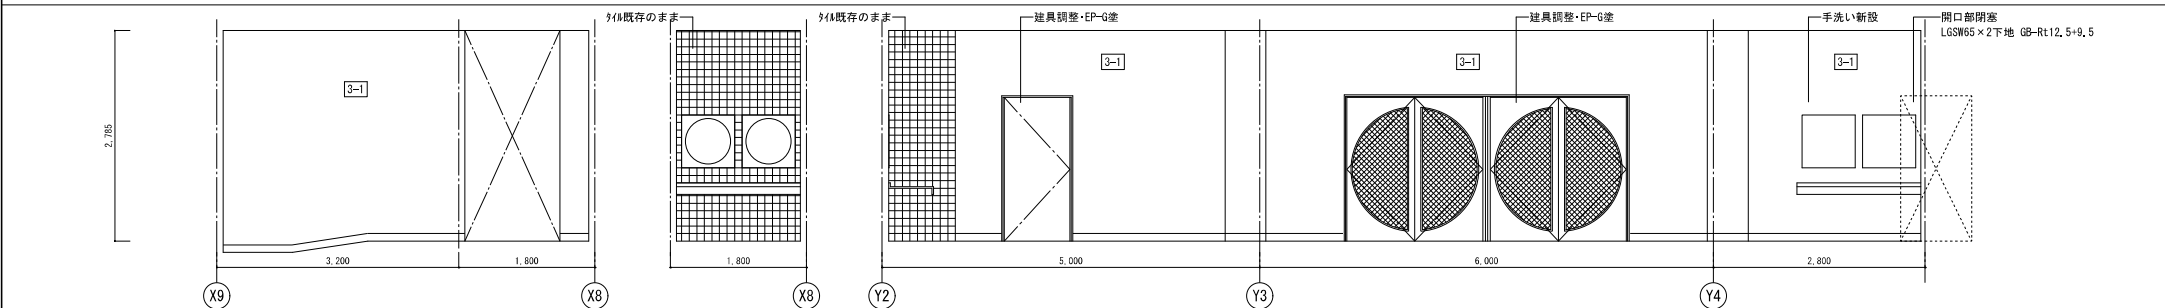 タイル既存のまま
タイル既存のまま
建具調整・EP-G塗
建具調整・EP-G塗
手洗い新設
開口部閉塞
LGSW65×2下地 GB-Rt12.5+9.5
3-1
3-1
3-1
3-1
2,785
3,200
1,800
1,800
5,000
6,000
2,800
X9
X8
X8
Y2
Y3
Y4